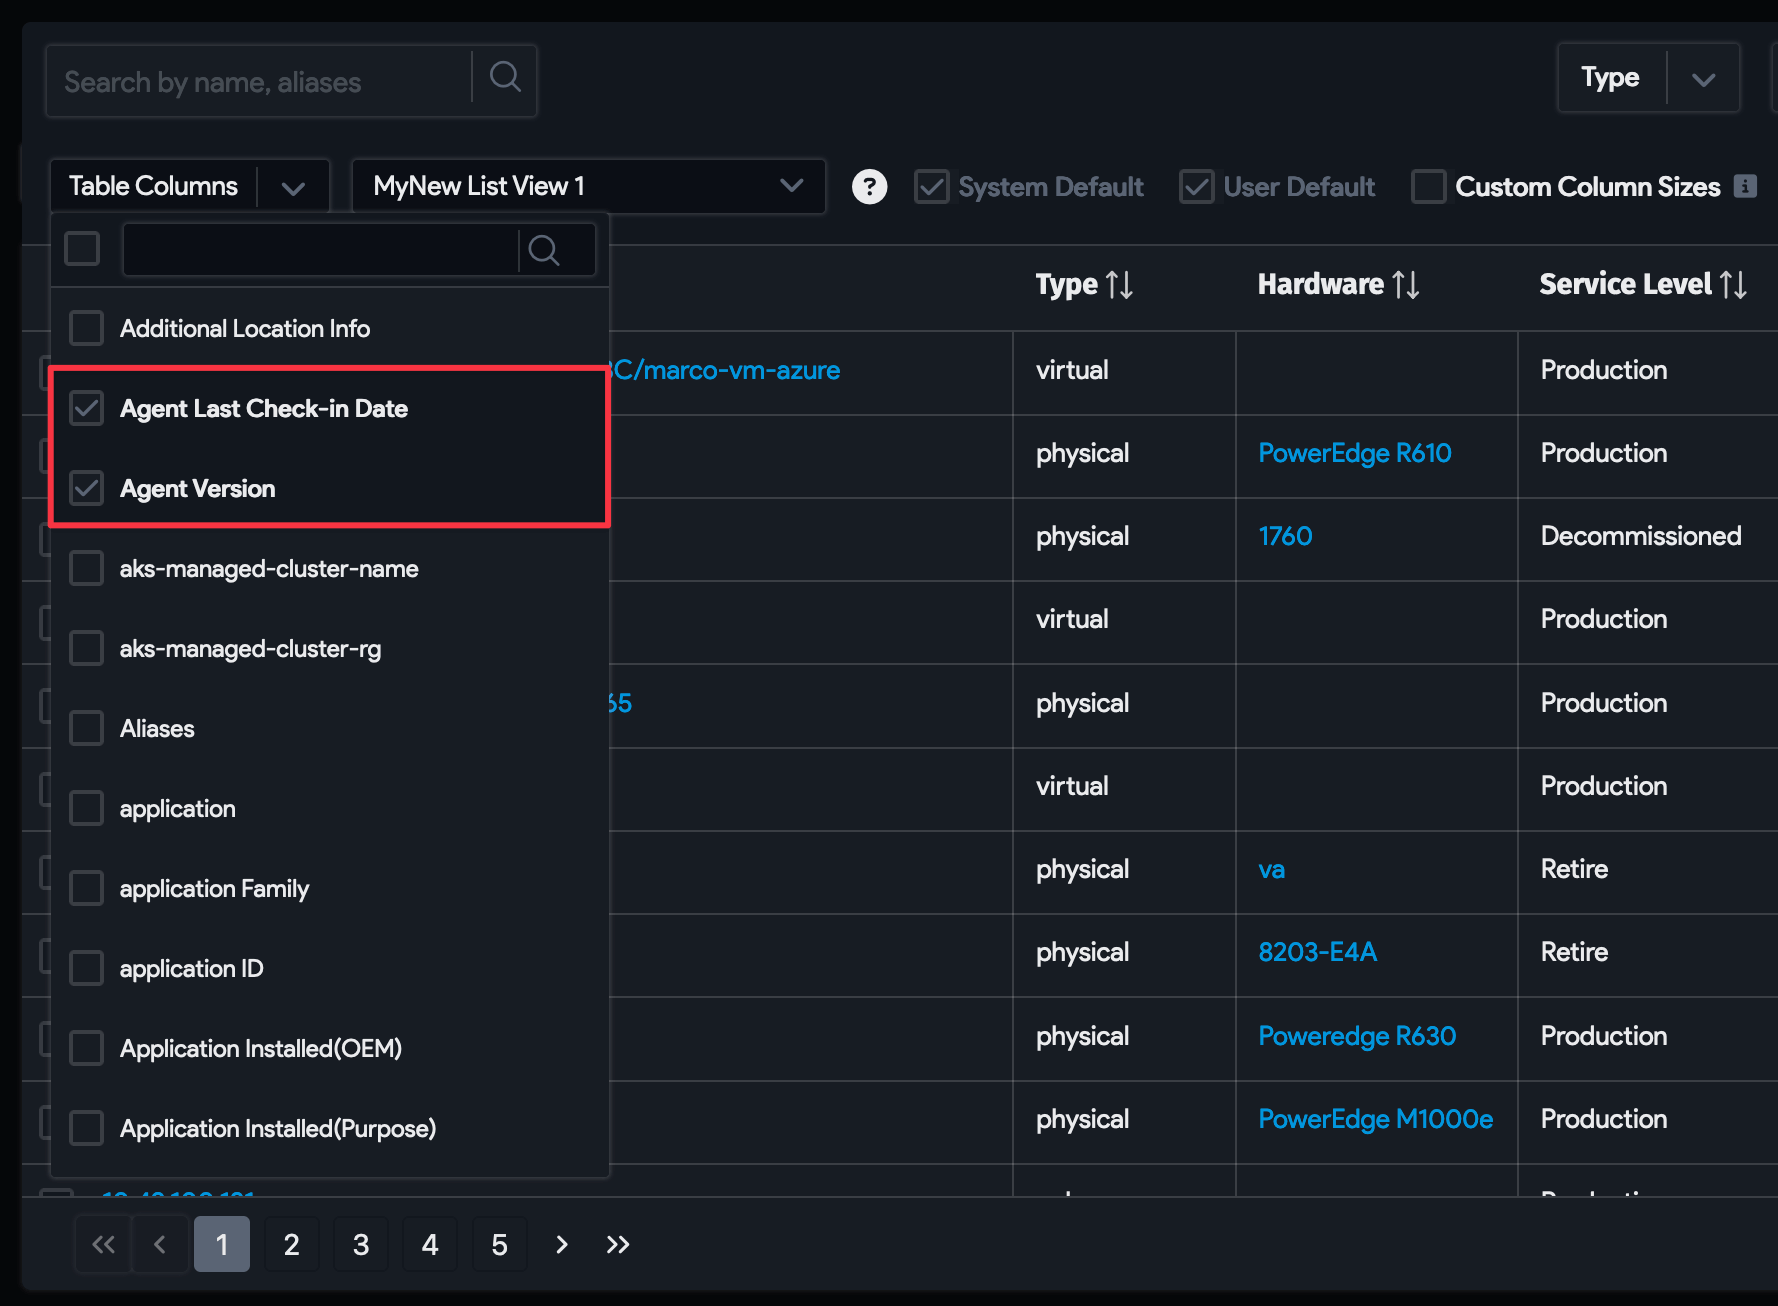 Search by name, aliases
Type
Table Columns
MyNew List View 1
?
System Default
User Default
Custom Column Sizes
i
Type
Hardware
Service Level
Additional Location Info
C/marco-vm-azure
virtual
Production
Agent Last Check-in Date
physical
PowerEdge R610
Production
Agent Version
physical
1760
Decommissioned
aks-managed-cluster-name
virtual
Production
aks-managed-cluster-rg
65
physical
Production
Aliases
virtual
Production
application
physical
va
Retire
application Family
physical
8203-E4A
Retire
application ID
physical
Poweredge R630
Production
Application Installed(OEM)
physical
PowerEdge M1000e
Production
Application Installed(Purpose)
<< < 1 2 3 4 5 > >>